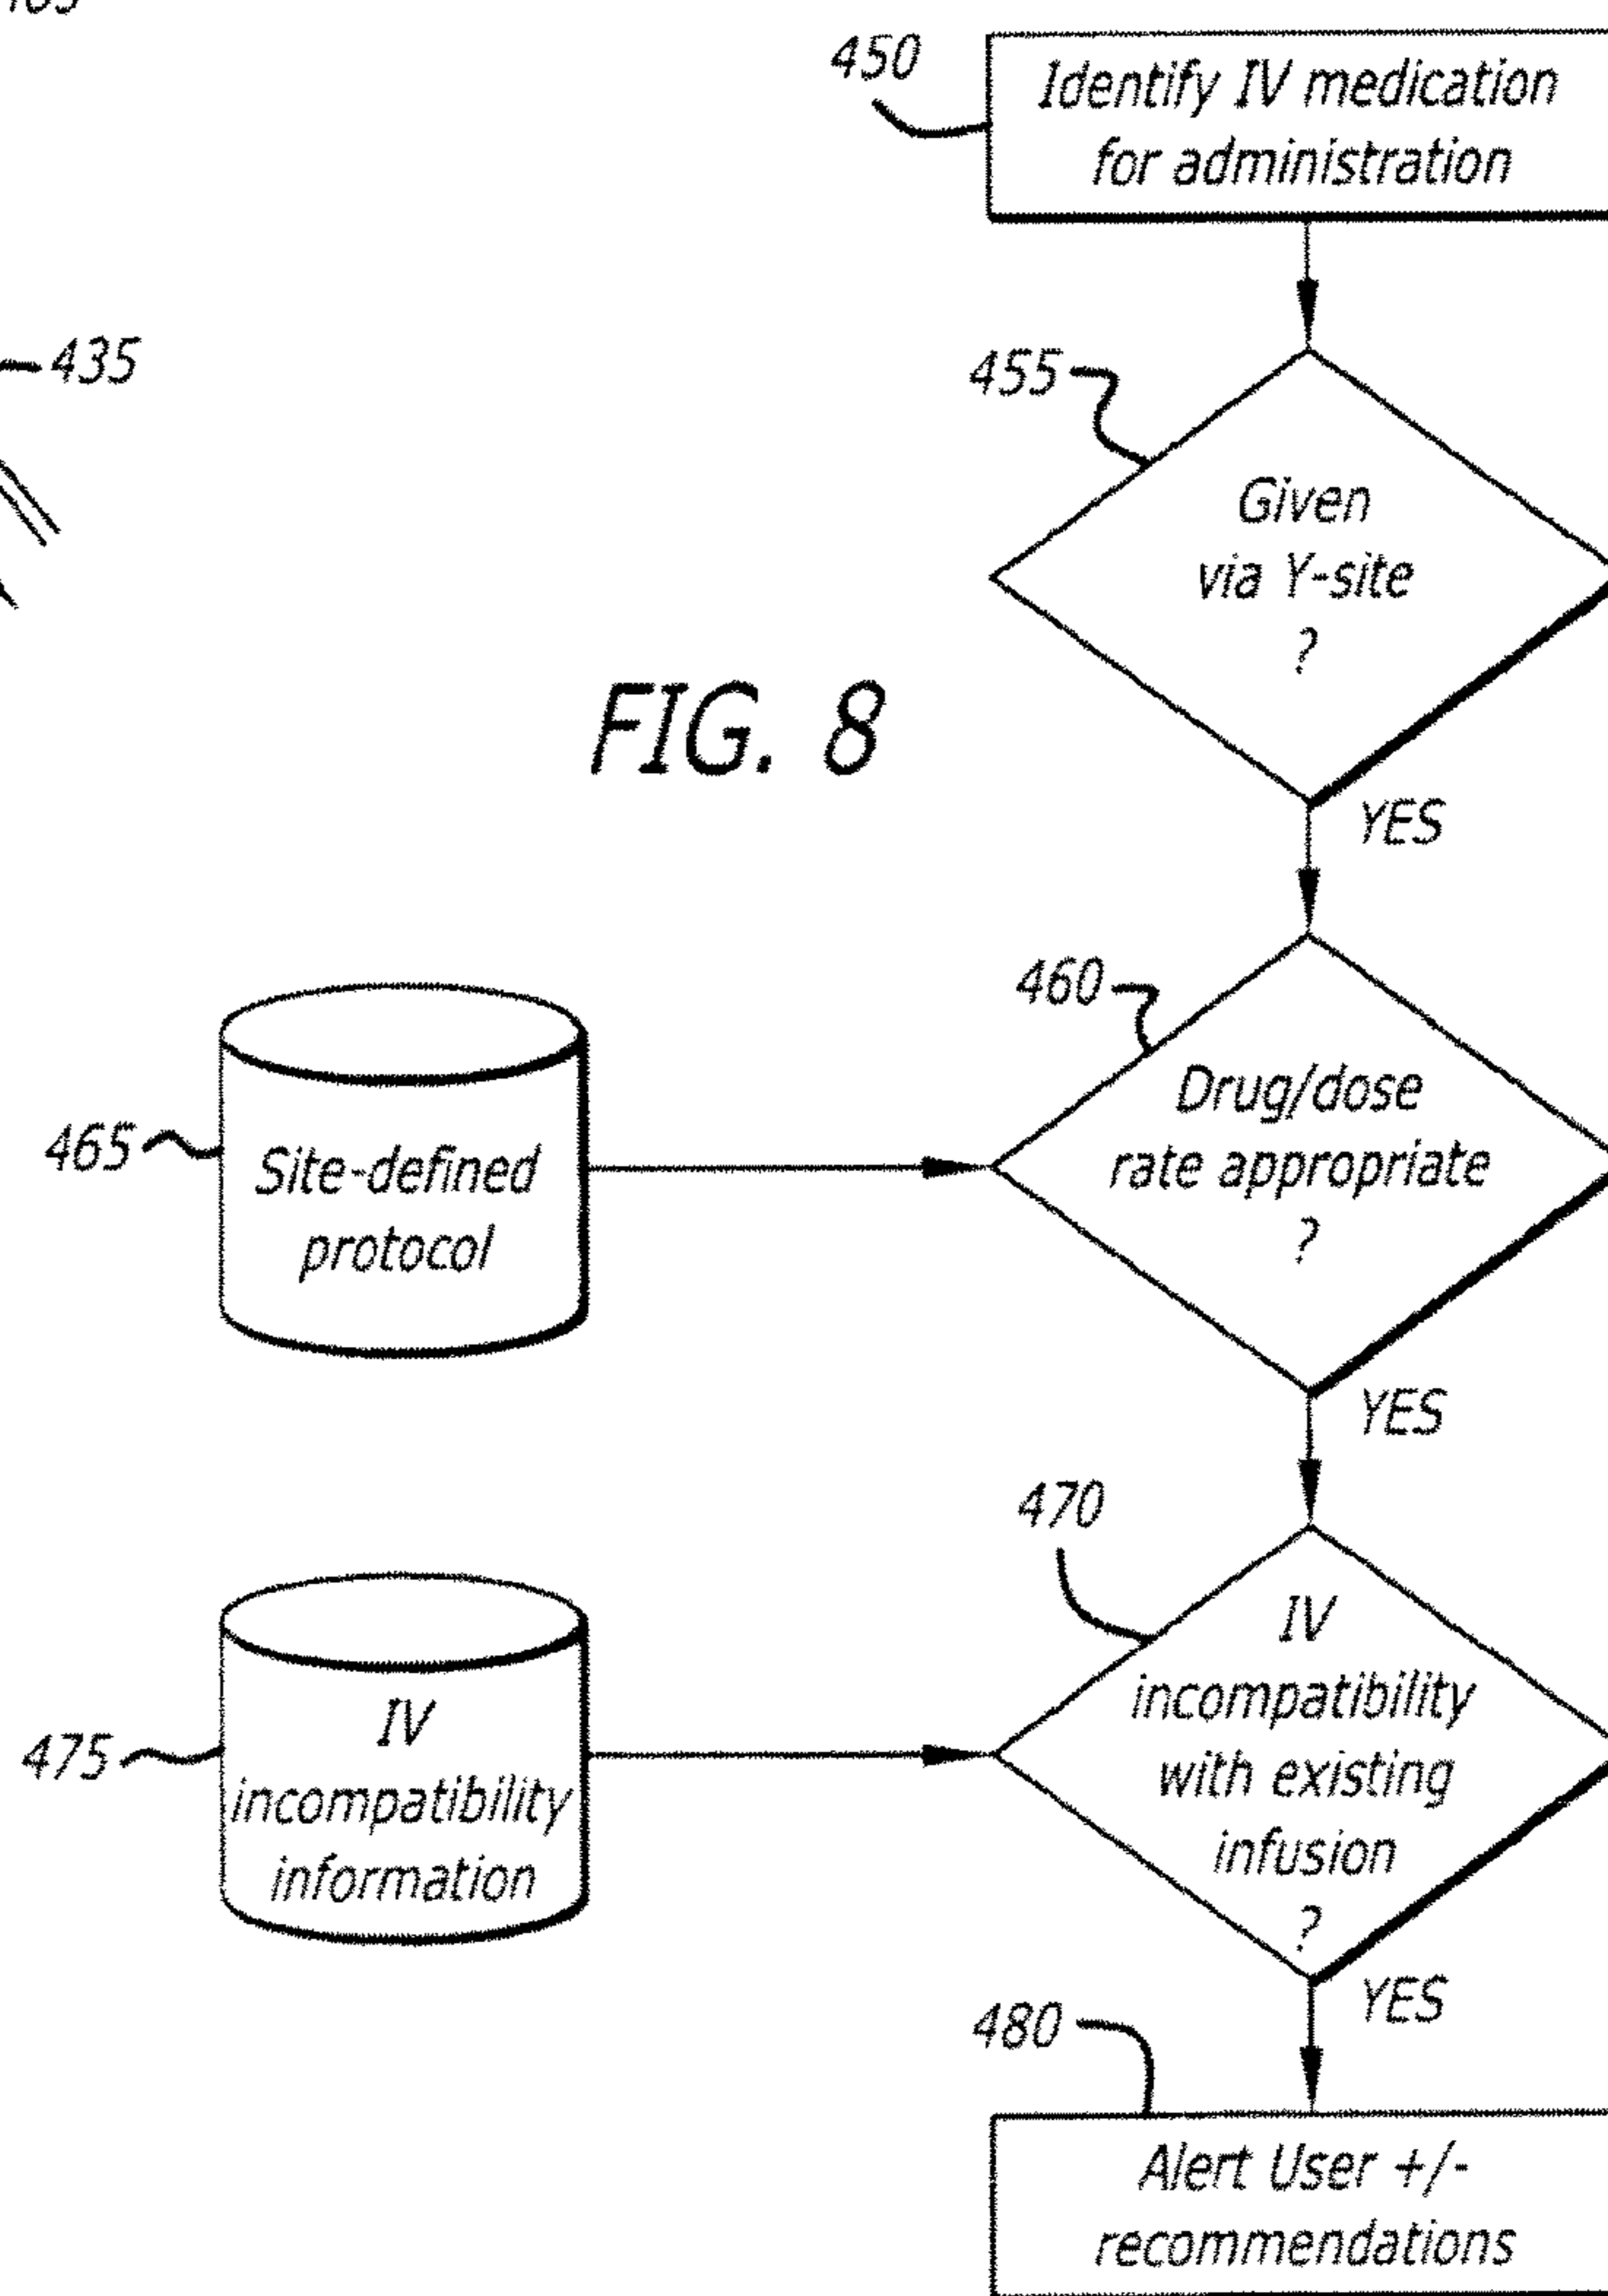 450
Identify IV medication
for administration
435
455
Given
via Y-site
?
FIG. 8
YES
460
Drug/dose
rate appropriate
?
465
Site-defined
protocol
YES
470
IV
incompatibility
with existing
infusion
?
475
IV
incompatibility
information
YES
480
Alert User +/-
recommendations